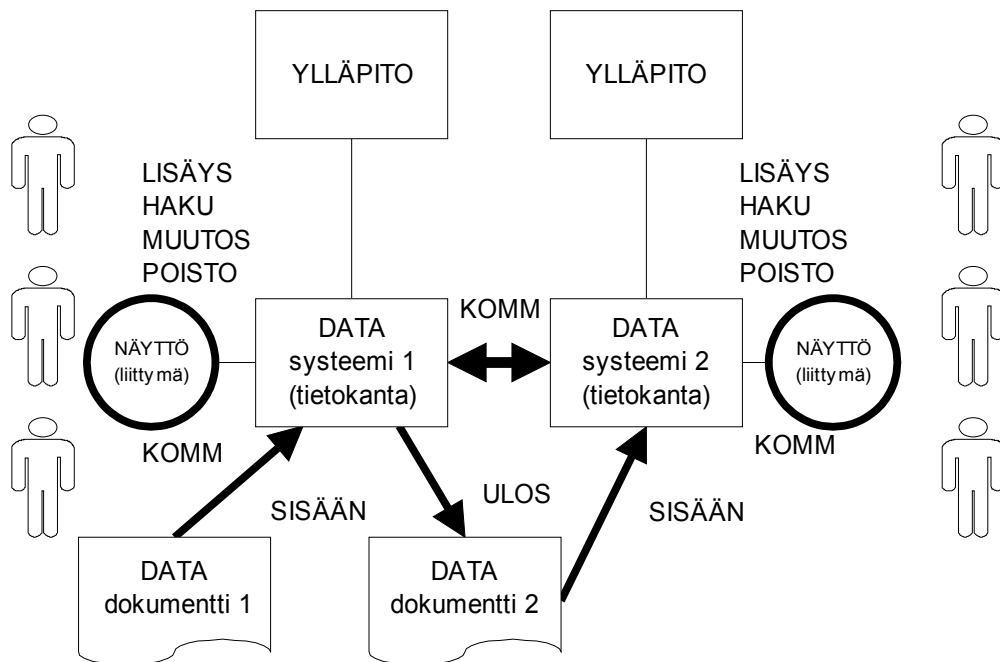 YLLÄPITO
YLLÄPITO
LISÄYS
HAKU
MUUTOS
POISTO
LISÄYS
HAKU
MUUTOS
POISTO
NÄYTTÖ
(liittymä)
DATA
systeemi 1
(tietokanta)
KOMM
DATA
systeemi 2
(tietokanta)
NÄYTTÖ
(liittymä)
KOMM
KOMM
SISÄÄN
ULOS
SISÄÄN
DATA
dokumentti 1
DATA
dokumentti 2